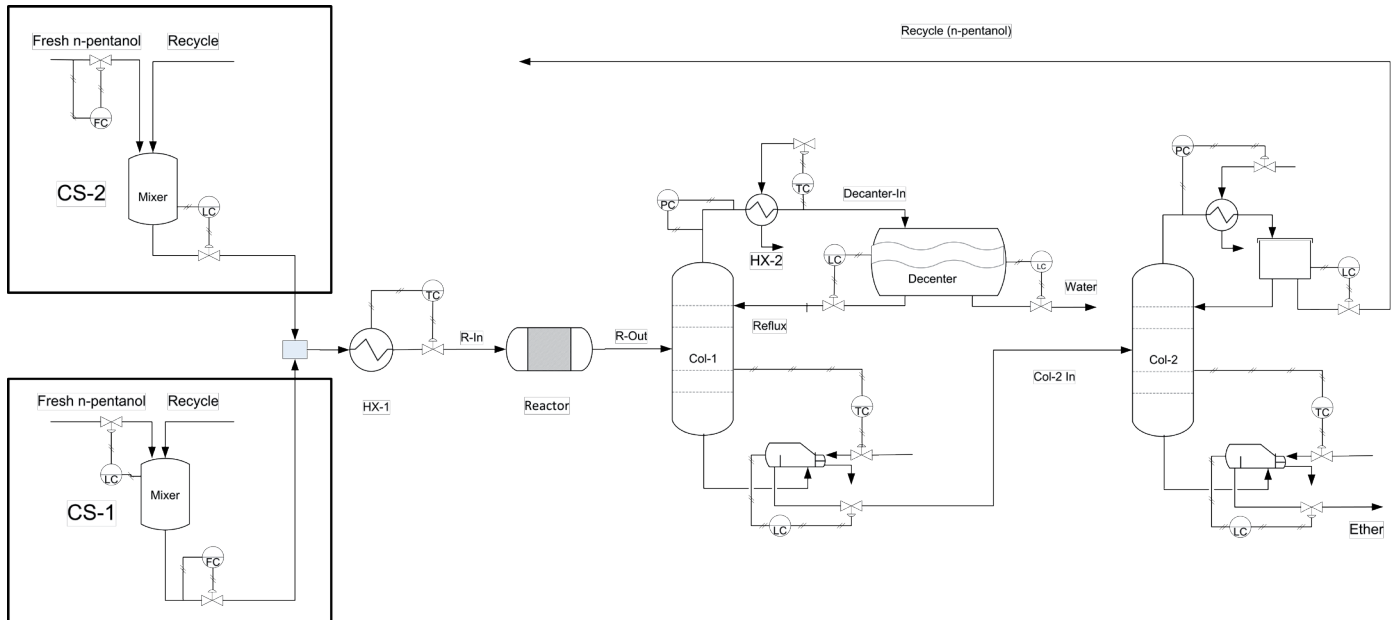 Fresh n-pentanol
Recycle
FC
Mixer
CS-2
LC
Fresh n-pentanol
Recycle
LC
Mixer
CS-1
FC
TC
HX-1
R-In
Reactor
R-Out
Recycle (n-pentanol)
PC
TC
HX-2
Decanter-In
LC
Decenter
LC
Water
Reflux
Col-1
TC
LC
Col-2 In
PC
LC
Col-2
TC
LC
Ether